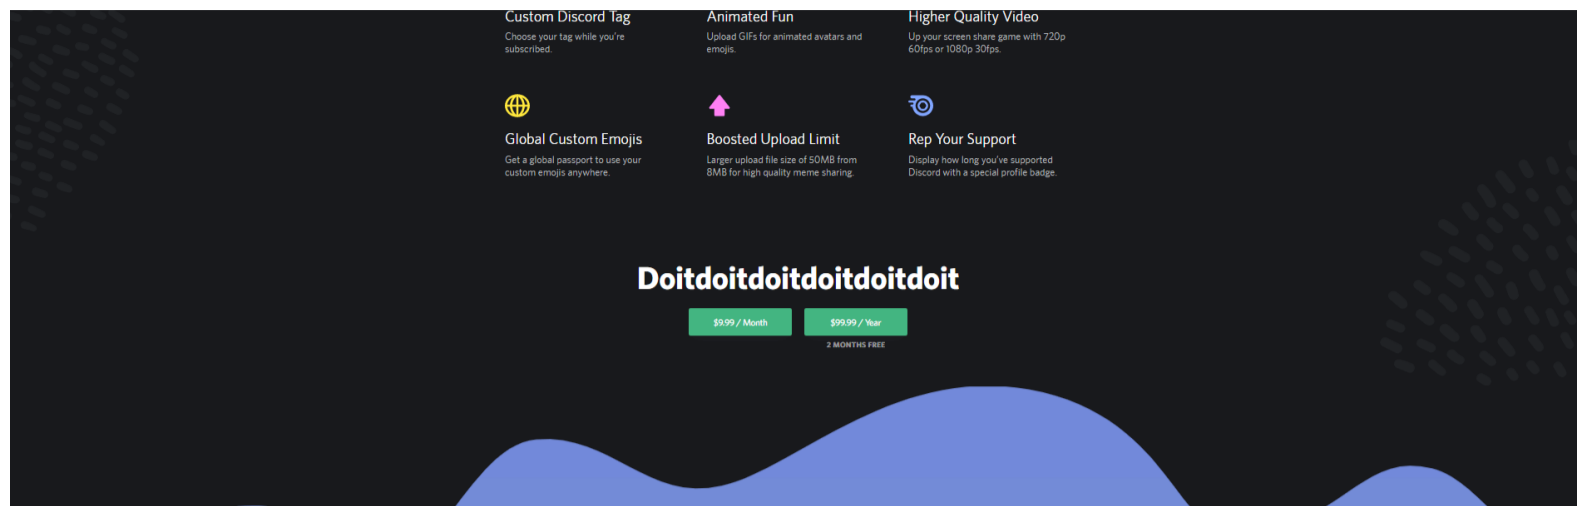 Custom Discord Tag
Choose your tag while you're
subscribed.
Animated Fun
Upload GIFs for animated avatars and
emojis.
Higher Quality Video
Up your screen share game with 720p
60fps or 1080p 30fps.
Global Custom Emojis
Get a global passport to use your
custom emojis anywhere.
Boosted Upload Limit
Larger upload file size of 50MB from
8MB for high quality meme sharing.
Rep Your Support
Display how long you've supported
Discord with a special profile badge.
Doitdoitdoitdoitdoitdoit
$9.99 / Month
$99.99 / Year
2 MONTHS FREE